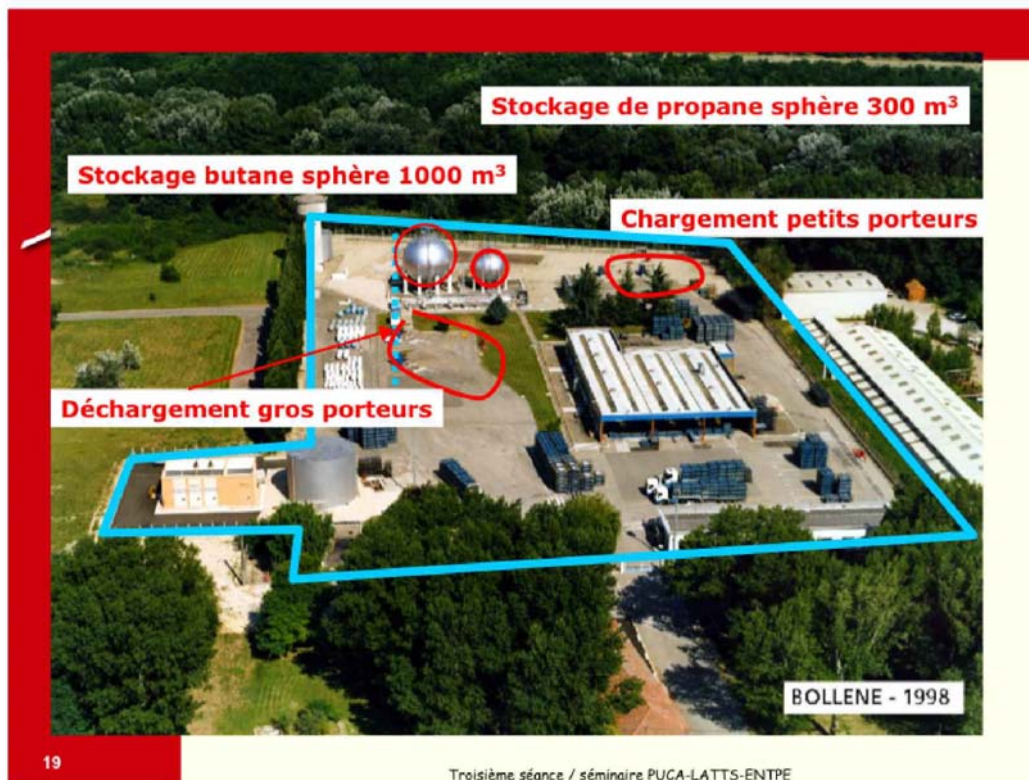 Stockage de propane sphère 300 m³
Stockage butane sphère 1000 m³
Chargement petits porteurs
Déchargement gros porteurs
BOLLENE - 1998
19
Troisième séance / séminaire PUCA-LATTS-ENTPE